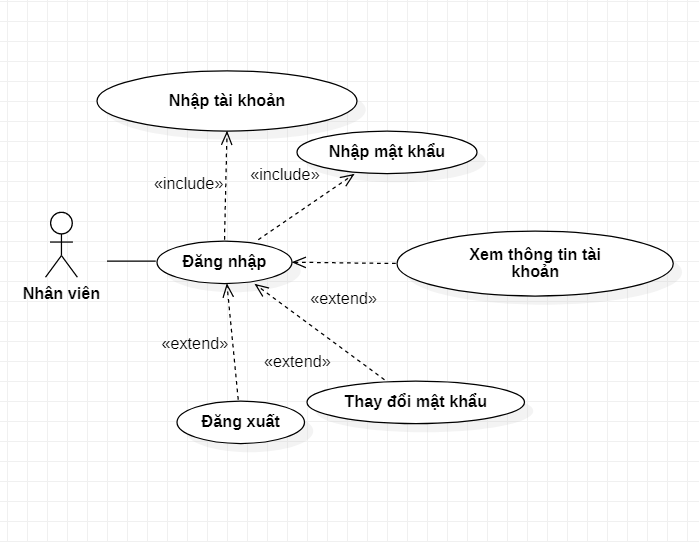 Nhập tài khoản
Nhập mật khẩu
«include»
«include»
Đăng nhập
Xem thông tin tài
khoản
Nhân viên
«extend»
«extend»
«extend»
Thay đổi mật khẩu
Đăng xuất